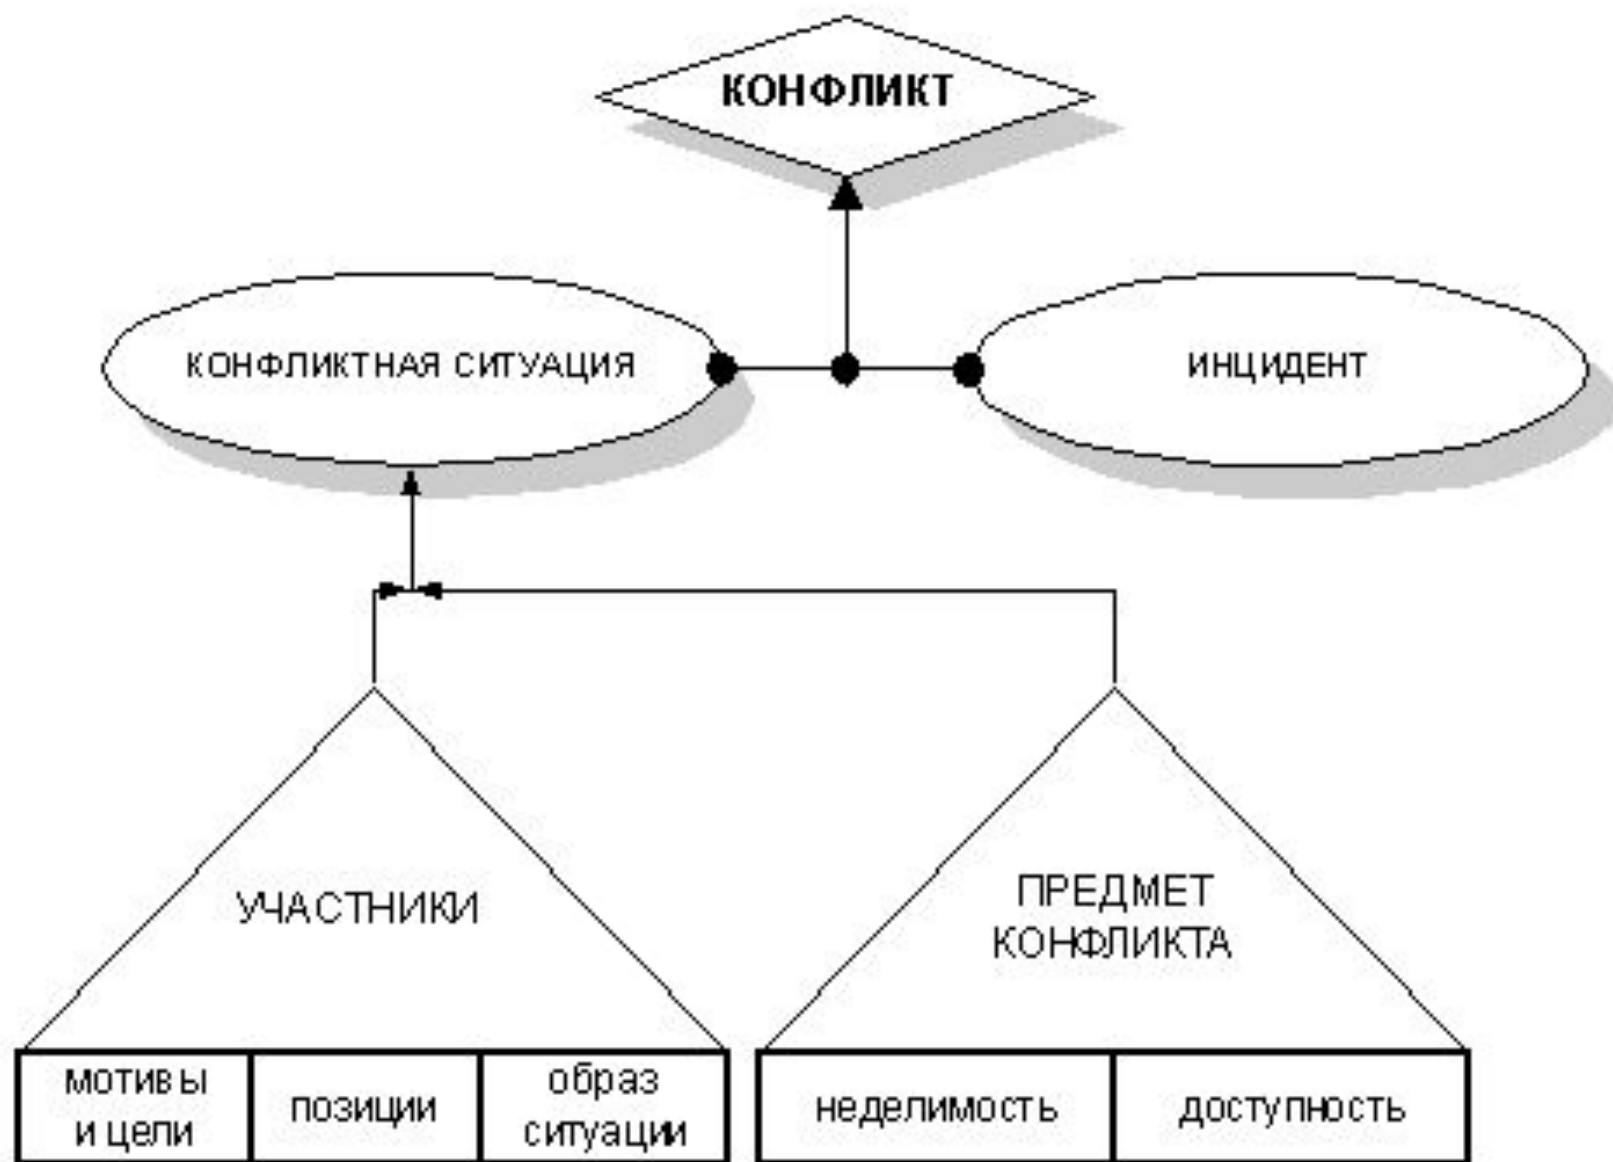 КОНФЛИКТ
КОНФЛИКТНАЯ СИТУАЦИЯ
ИНЦИДЕНТ
УЧАСТНИКИ
ПРЕДМЕТ
КОНФЛИКТА
мотивы
и цели
позиции
образ
ситуации
неделимость
доступность